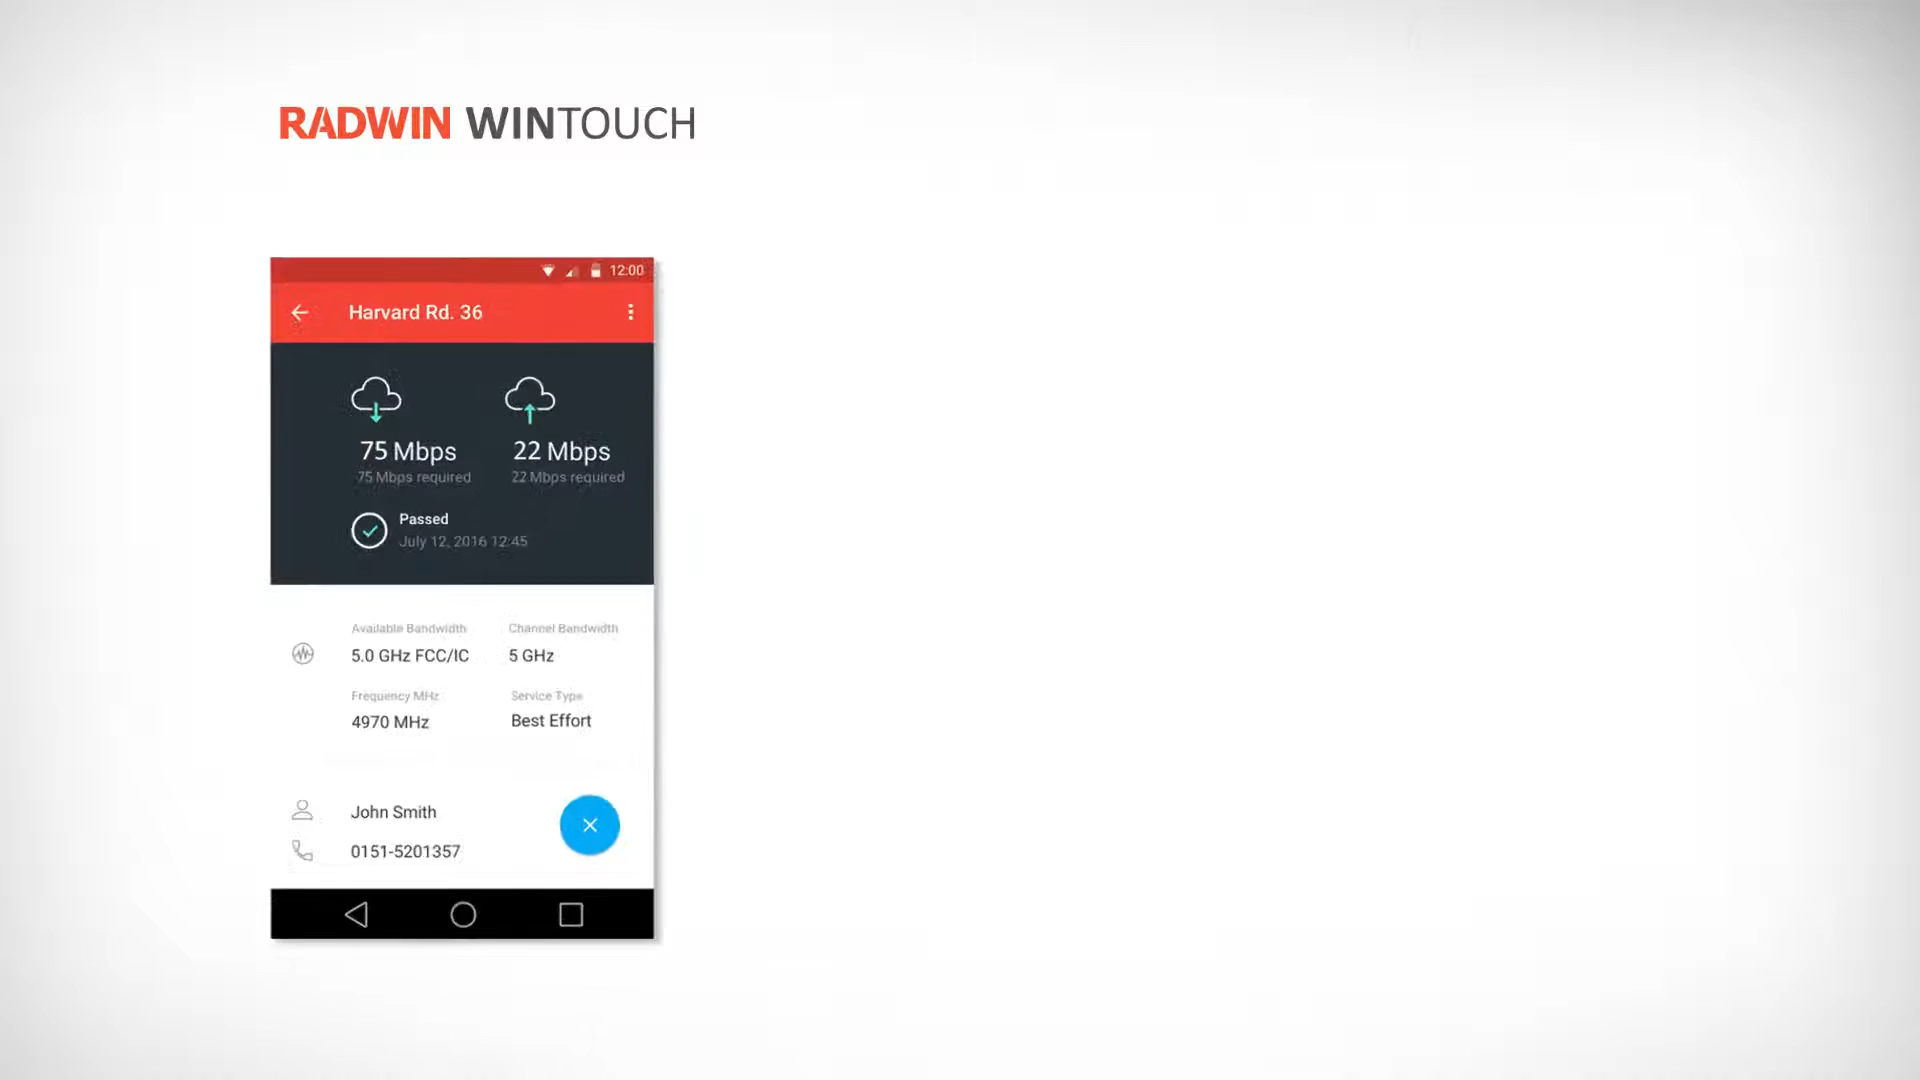 RADWIN WINTOUCH
12:00
Harvard Rd. 36
75 Mbps 22 Mbps
75 Mbps required 22 Mbps required
Passed
July 12, 2016 12:45
Available Bandwidth Channel Bandwidth
5.0 GHz FCC/IC 5 GHz
Frequency MHz Service Type
4970 MHz Best Effort
John Smith
0151-5201357